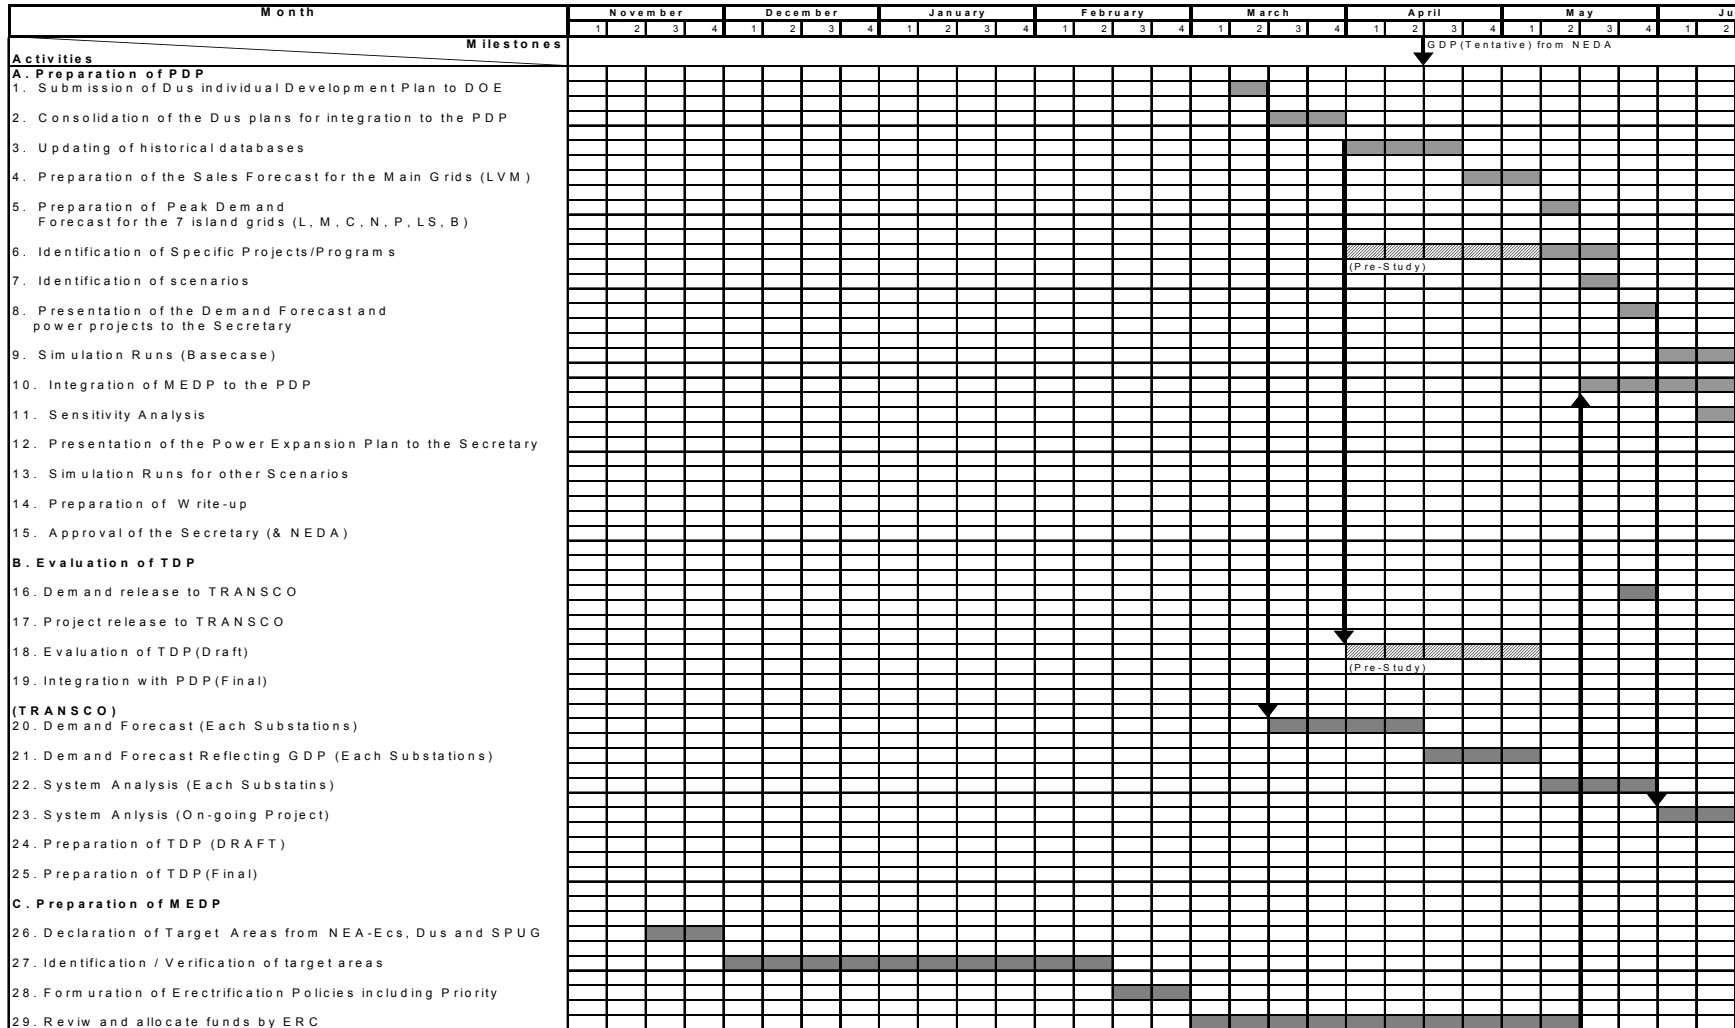 Month November December January February March April May Ju
1 2 3 4 1 2 3 4 1 2 3 4 1 2 3 4 1 2 3 4 1 2 3 4 1 2 3 4 1 2
Milestones GDP(Tentative) from NEDA
Activities
A. Preparation of PDP
1. Submission of Dus individual Development Plan to DOE
2. Consolidation of the Dus plans for integration to the PDP
3. Updating of historical databases
4. Preparation of the Sales Forecast for the Main Grids (LVM)
5. Preparation of Peak Demand
Forecast for the 7 island grids (L, M, C, N, P, LS, B)
6. Identification of Specific Projects/Programs
(Pre-Study)
7. Identification of scenarios
8. Presentation of the Demand Forecast and
power projects to the Secretary
9. Simulation Runs (Basecase)
10. Integration of MEDP to the PDP
11. Sensitivity Analysis
12. Presentation of the Power Expansion Plan to the Secretary
13. Simulation Runs for other Scenarios
14. Preparation of Write-up
15. Approval of the Secretary (& NEDA)
B. Evaluation of TDP
16. Demand release to TRANSCO
17. Project release to TRANSCO
18. Evaluation of TDP(Draft)
(Pre-Study)
19. Integration with PDP(Final)
(TRANSCO)
20. Demand Forecast (Each Substations)
21. Demand Forecast Reflecting GDP (Each Substations)
22. System Analysis (Each Substatins)
23. System Anlysis (On-going Project)
24. Preparation of TDP (DRAFT)
25. Preparation of TDP(Final)
C. Preparation of MEDP
26. Declaration of Target Areas from NEA-Ecs, Dus and SPUG
27. Identification / Verification of target areas
28. Formuration of Erectrification Policies including Priority
29. Reviw and allocate funds by ERC